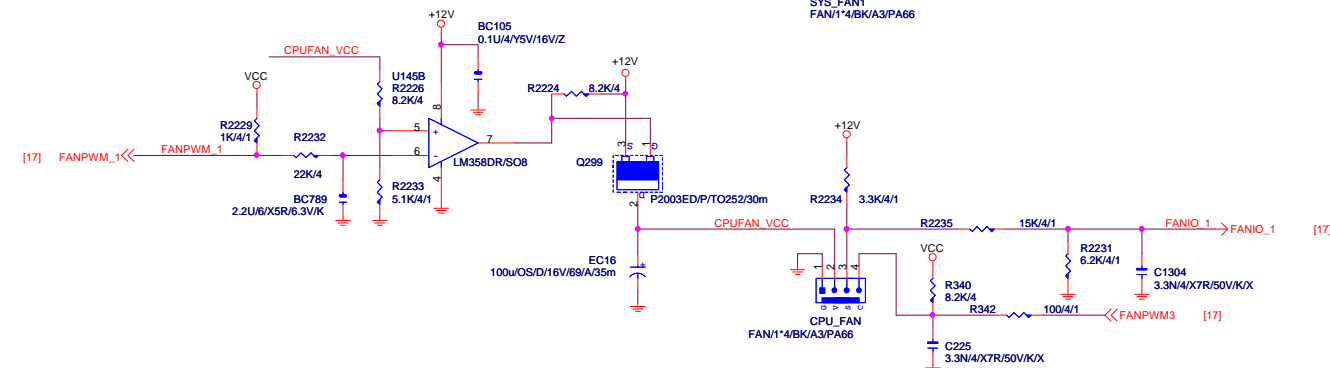 SYS_FAN1
FAN/1*4/BK/A3/PA66
+12V
BC105
0.1U/4/Y5V/16V/Z
CPUFAN_VCC
VCC
U145B
R2226
8.2K/4
8
+12V
R2224
8.2K/4
R2229
1K/4/1
R2232
22K/4
5
+
6
-
7
4
LM358DR/SO8
[17]
FANPWM_1
FANPWM_1
BC789
2.2U/6/X5R/6.3V/K
R2233
5.1K/4/1
3
1
S
G
Q299
D
2
P2003ED/P/TO252/30m
CPUFAN_VCC
EC16
100u/OS/D/16V/69/A/35m
+
+12V
R2234
3.3K/4/1
R2235
15K/4/1
FANIO_1
FANIO_1
[17]
R2231
6.2K/4/1
C1304
3.3N/4/X7R/50V/K/X
1
2
3
4
G
V
S
C
CPU_FAN
FAN/1*4/BK/A3/PA66
VCC
R340
8.2K/4
R342
100/4/1
FANPWM3
[17]
C225
3.3N/4/X7R/50V/K/X